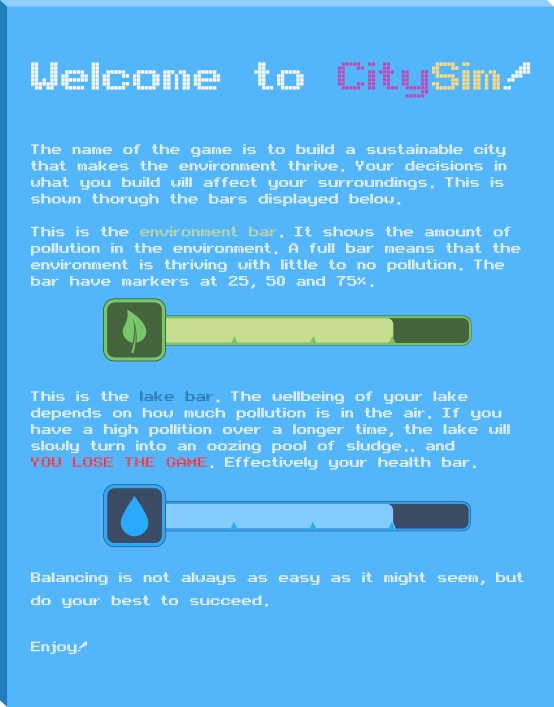 Welcome to CitySim!
The name of the game is to build a sustainable city
that makes the environment thrive. Your decisions in
what you build will affect your surroundings. This is
shown thorugh the bars displayed below.
This is the environment bar. It shows the amount of
pollution in the environment. A full bar means that the
environment is thriving with little to no pollution. The
bar have markers at 25, 50 and 75%.
This is the lake bar. The wellbeing of your lake
depends on how much pollution is in the air. If you
have a high pollition over a longer time, the lake will
slowly turn into an oozing pool of sludge.. and
YOU LOSE THE GAME. Effectively your health bar.
Balancing is not always as easy as it might seem, but
do your best to succeed.
Enjoy!